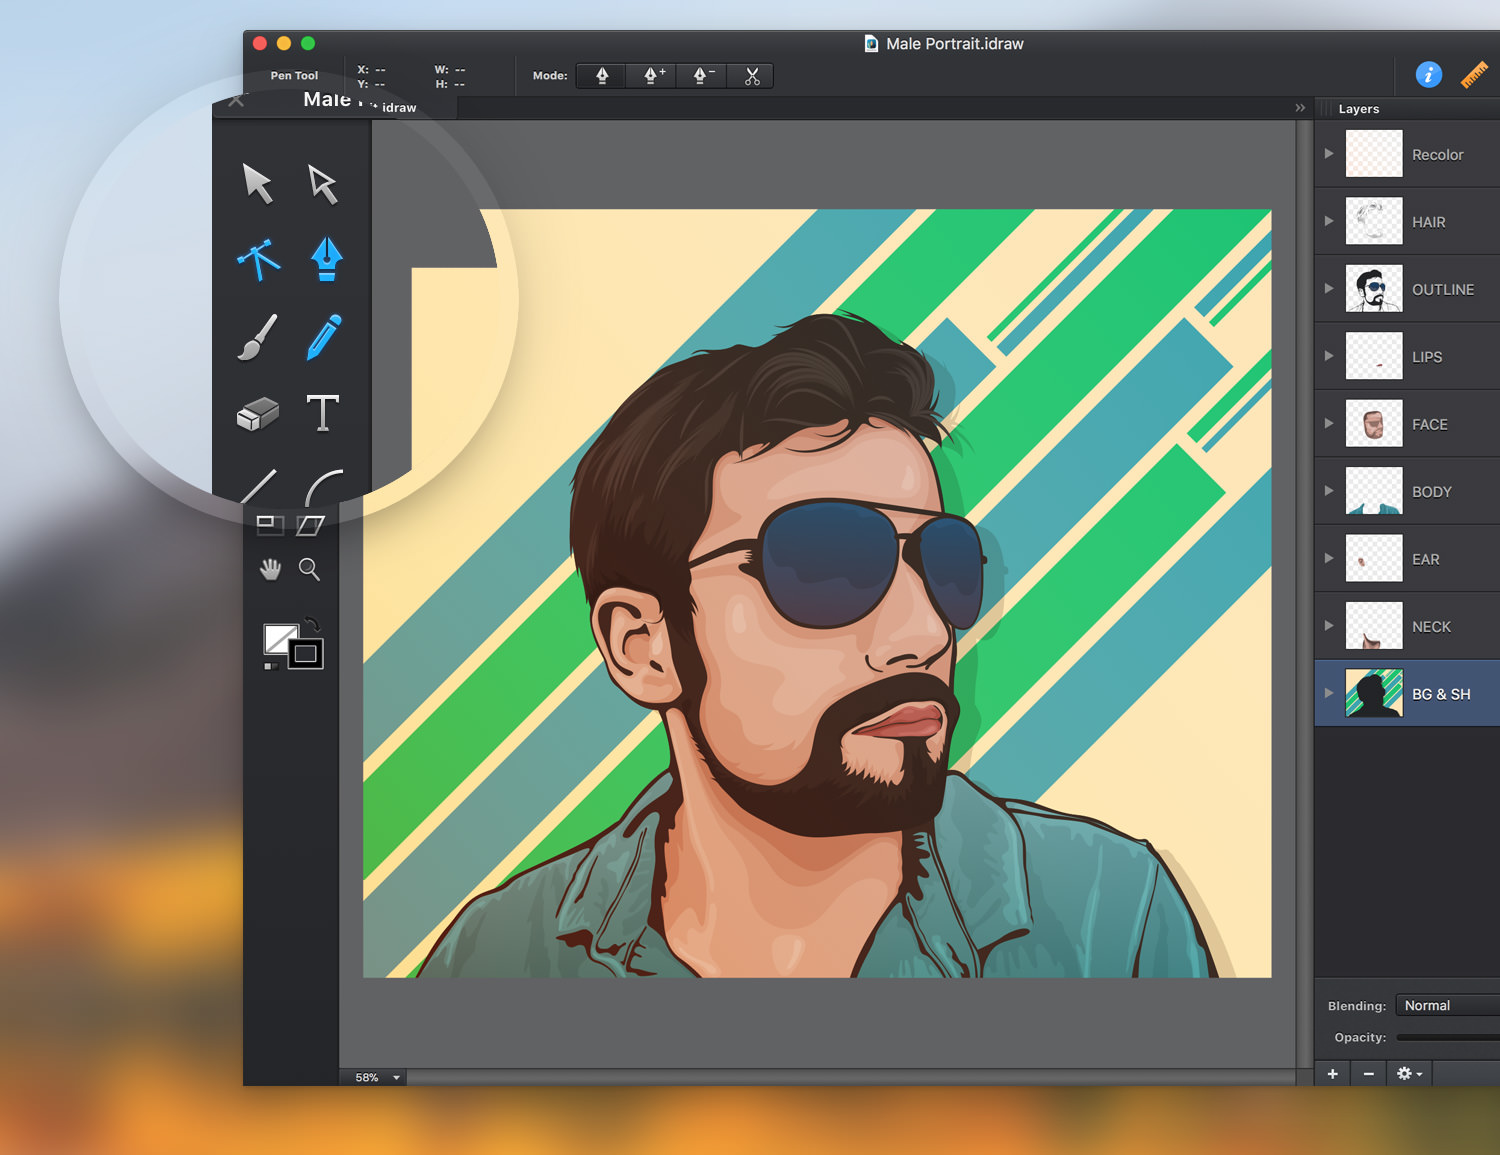 Male Portrait.idraw
Pen Tool
X: --
Y: --
W: --
H: --
Mode:
Male
idraw
Layers
Recolor
HAIR
OUTLINE
LIPS
FACE
BODY
EAR
NECK
BG & SH
Blending: Normal
Opacity:
58%